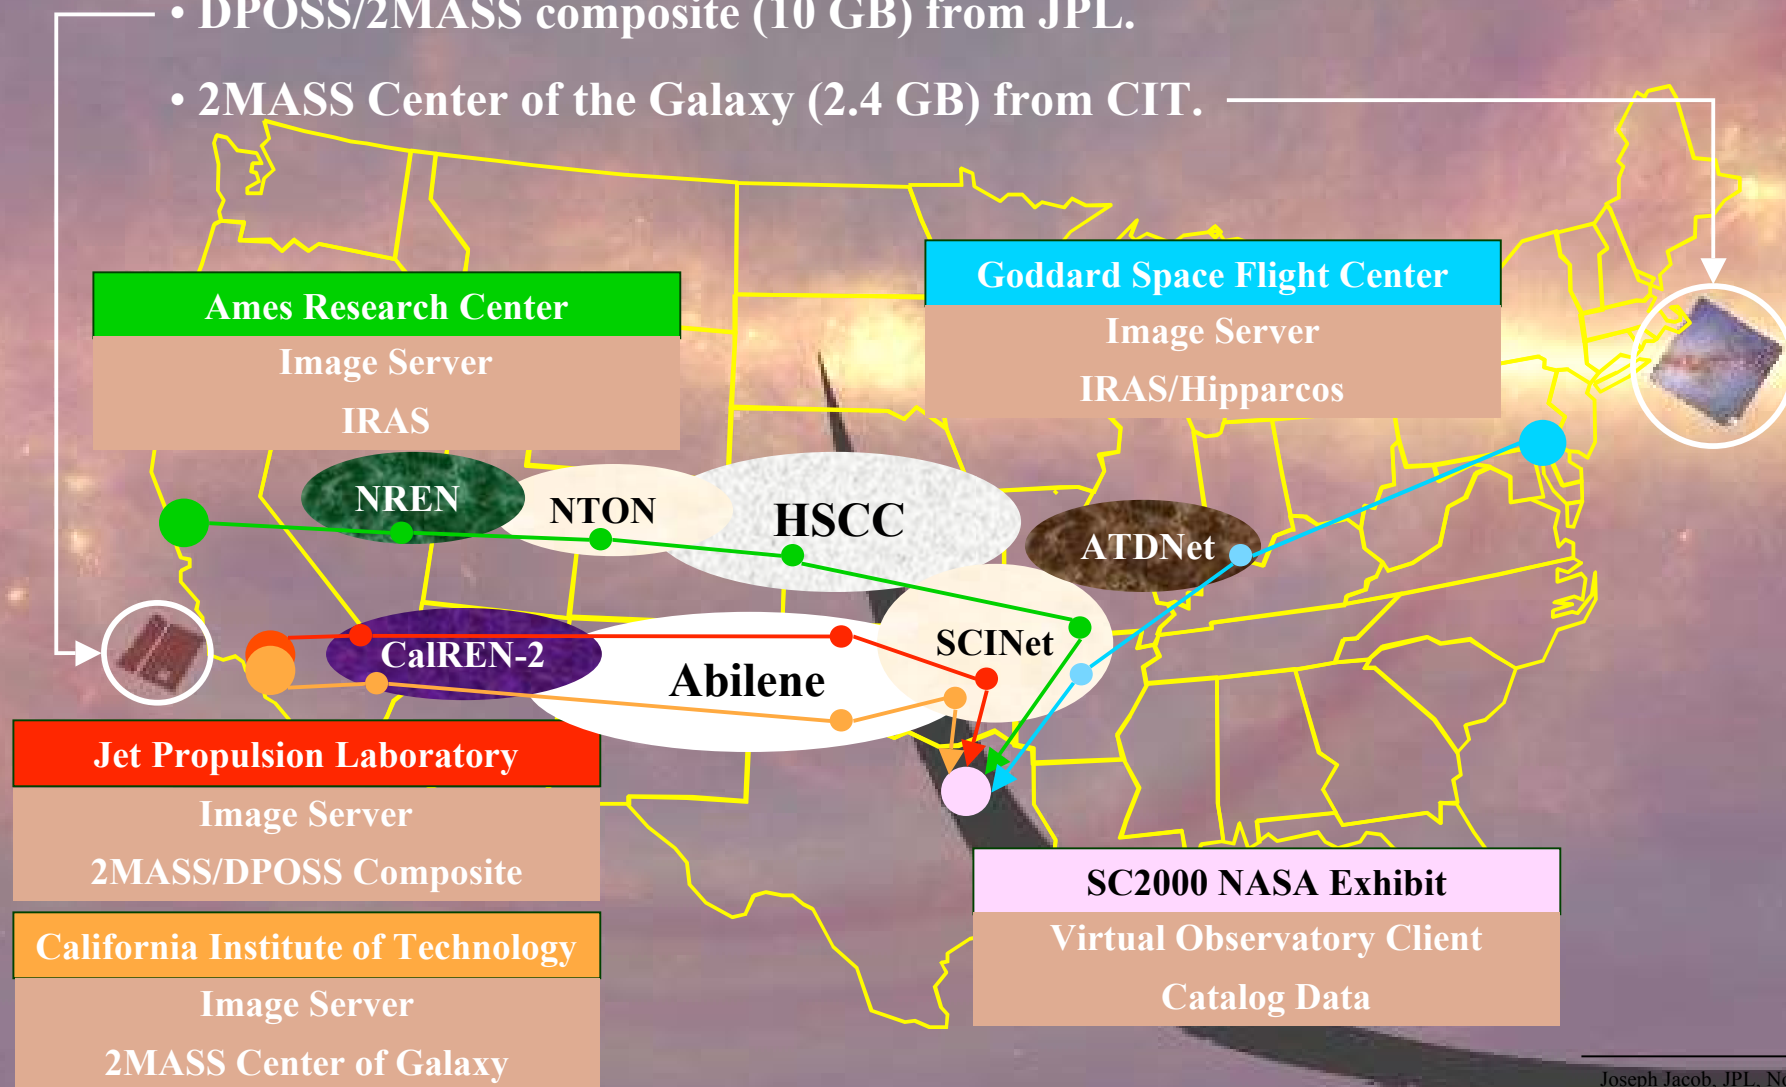 • DPOSS/2MASS composite (10 GB) from JPL.
• 2MASS Center of the Galaxy (2.4 GB) from CIT.
Goddard Space Flight Center
Image Server
IRAS/Hipparcos
Ames Research Center
Image Server
IRAS
NREN
NTON
HSCC
ATDNet
SCINet
CalREN-2
Abilene
Jet Propulsion Laboratory
Image Server
2MASS/DPOSS Composite
SC2000 NASA Exhibit
Virtual Observatory Client
Catalog Data
California Institute of Technology
Image Server
2MASS Center of Galaxy
Joseph Jacob, JPL,